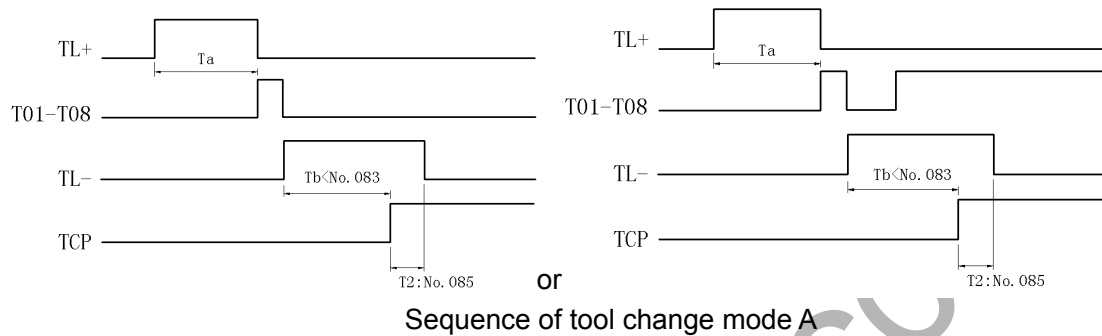 TL+
Ta
T01-T08
TL-
Tb<No. 083
TCP
T2:No. 085
or
TL+
Ta
T01-T08
TL-
Tb<No. 083
TCP
T2:No. 085
Sequence of tool change mode A